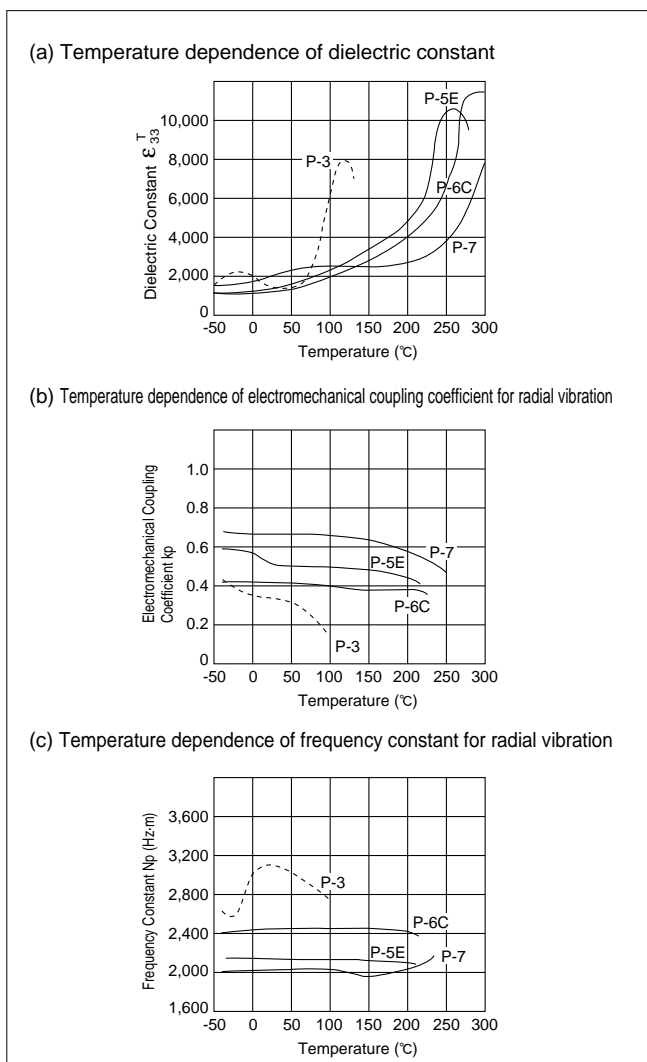 (a) Temperature dependence of dielectric constant
Dielectric Constant ε33T
10,000
8,000
6,000
4,000
2,000
0
P-5E
P-3
P-6C
P-7
-50 0 50 100 150 200 250 300
Temperature (℃)
(b) Temperature dependence of electromechanical coupling coefficient for radial vibration
Electromechanical Coupling
Coefficient kp
1.0
0.8
0.6
0.4
0.2
0
P-7
P-5E
P-6C
P-3
-50 0 50 100 150 200 250 300
Temperature (℃)
(c) Temperature dependence of frequency constant for radial vibration
Frequency Constant Np (Hz·m)
3,600
3,200
2,800
2,400
2,000
1,600
P-3
P-6C
P-5E
P-7
-50 0 50 100 150 200 250 300
Temperature (℃)